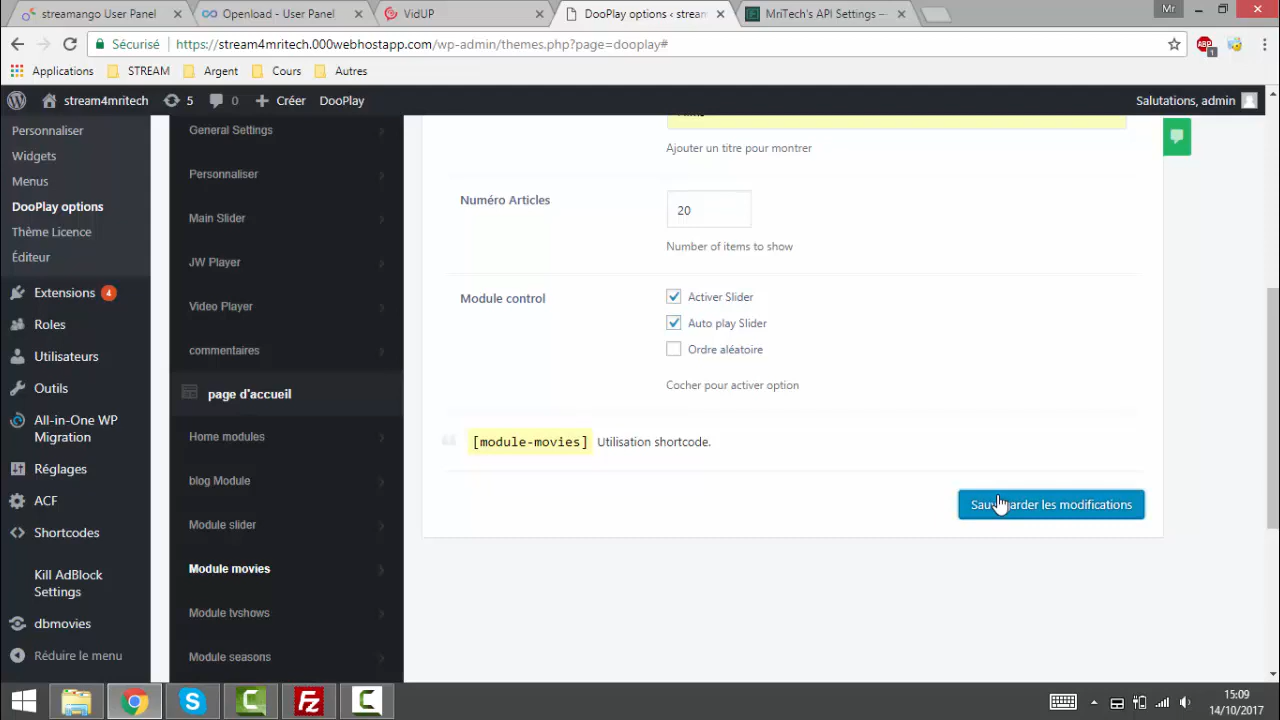 streamango User Panel
Openload - User Panel
VidUP
DooPlay options ‹ stream
MriTech's API Settings —
Mr
Sécurisé
https://stream4mritech.000webhostapp.com/wp-admin/themes.php?page=dooplay#
ABP
1
Applications
STREAM
Argent
Cours
Autres
stream4mritech
5
0
Créer
DooPlay
Salutations, admin
Personnaliser
Widgets
Menus
DooPlay options
Thème Licence
Éditeur
Extensions 4
Roles
Utilisateurs
Outils
All-in-One WP
Migration
Réglages
ACF
Shortcodes
Kill AdBlock
Settings
dbmovies
Réduire le menu
General Settings
Personnaliser
Main Slider
JW Player
Video Player
commentaires
page d'accueil
Home modules
blog Module
Module slider
Module movies
Module tvshows
Module seasons
Ajouter un titre pour montrer
Numéro Articles
20
Number of items to show
Module control
Activer Slider
Auto play Slider
Ordre aléatoire
Cocher pour activer option
[module-movies] Utilisation shortcode.
Sauvegarder les modifications
15:09
14/10/2017